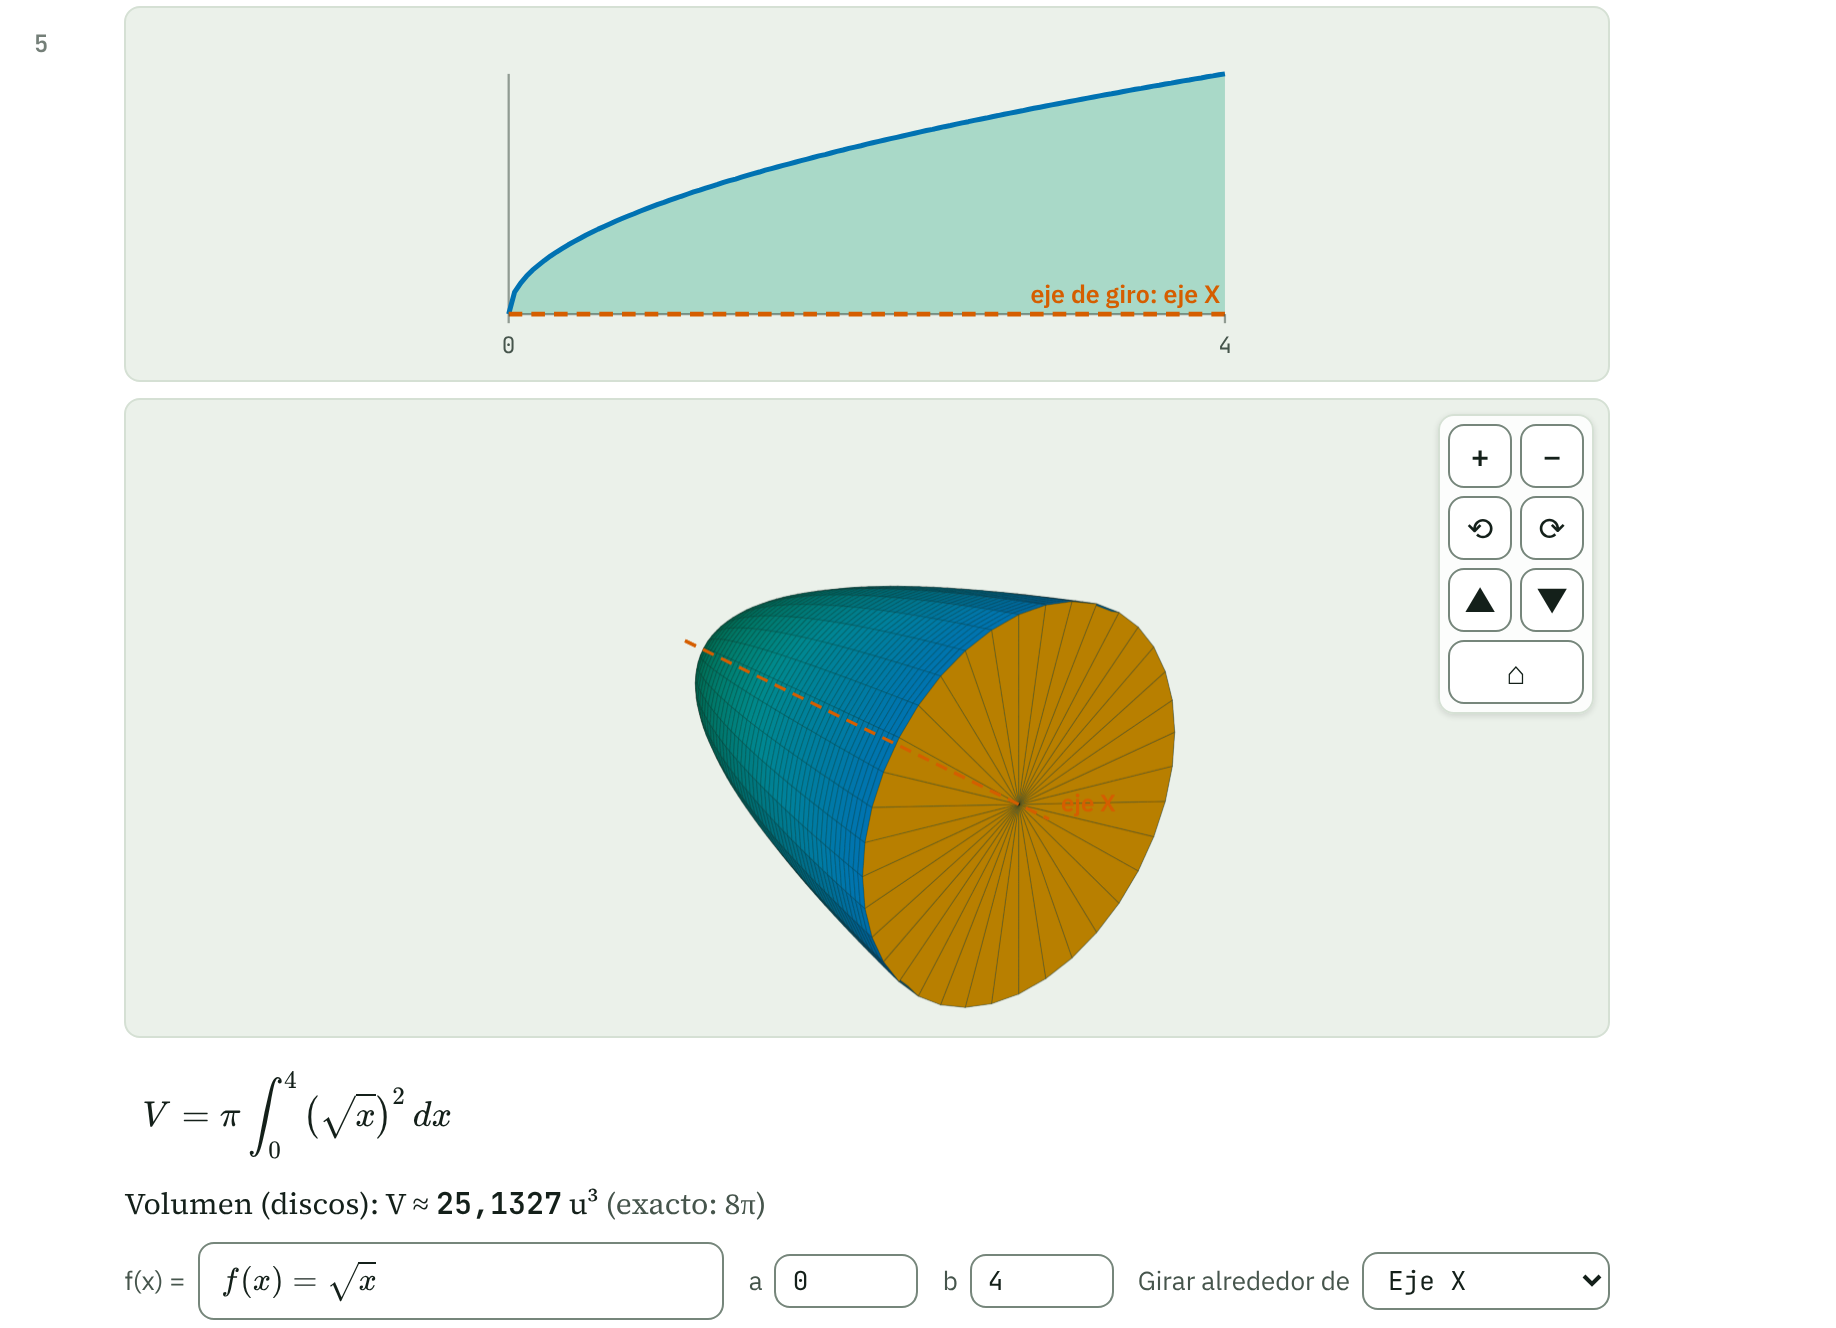 5
eje de giro: eje X
0 4
+ −
⟲ ⟳
▲ ▼
⌂
eje X
V = π ∫₀⁴ (√x)² dx
Volumen (discos): V ≈ 25,1327 u³ (exacto: 8π)
f(x) = f(x) = √x a 0 b 4 Girar alrededor de Eje X